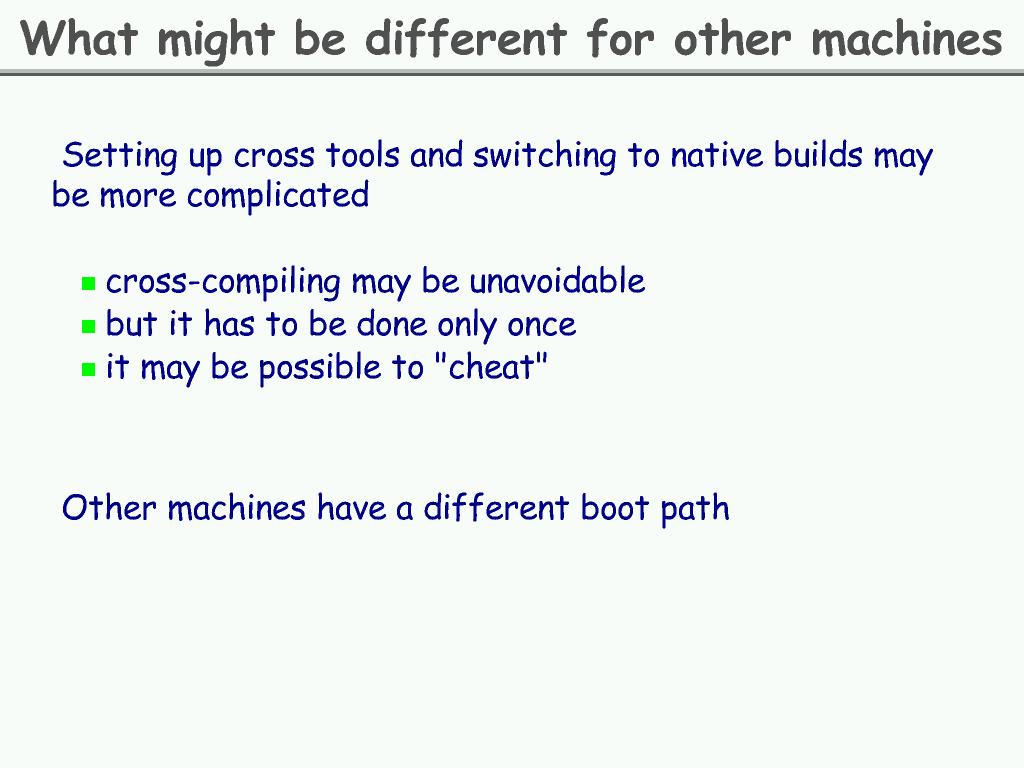 What might be different for other machines
Setting up cross tools and switching to native builds may
be more complicated
cross-compiling may be unavoidable
but it has to be done only once
it may be possible to "cheat"
Other machines have a different boot path